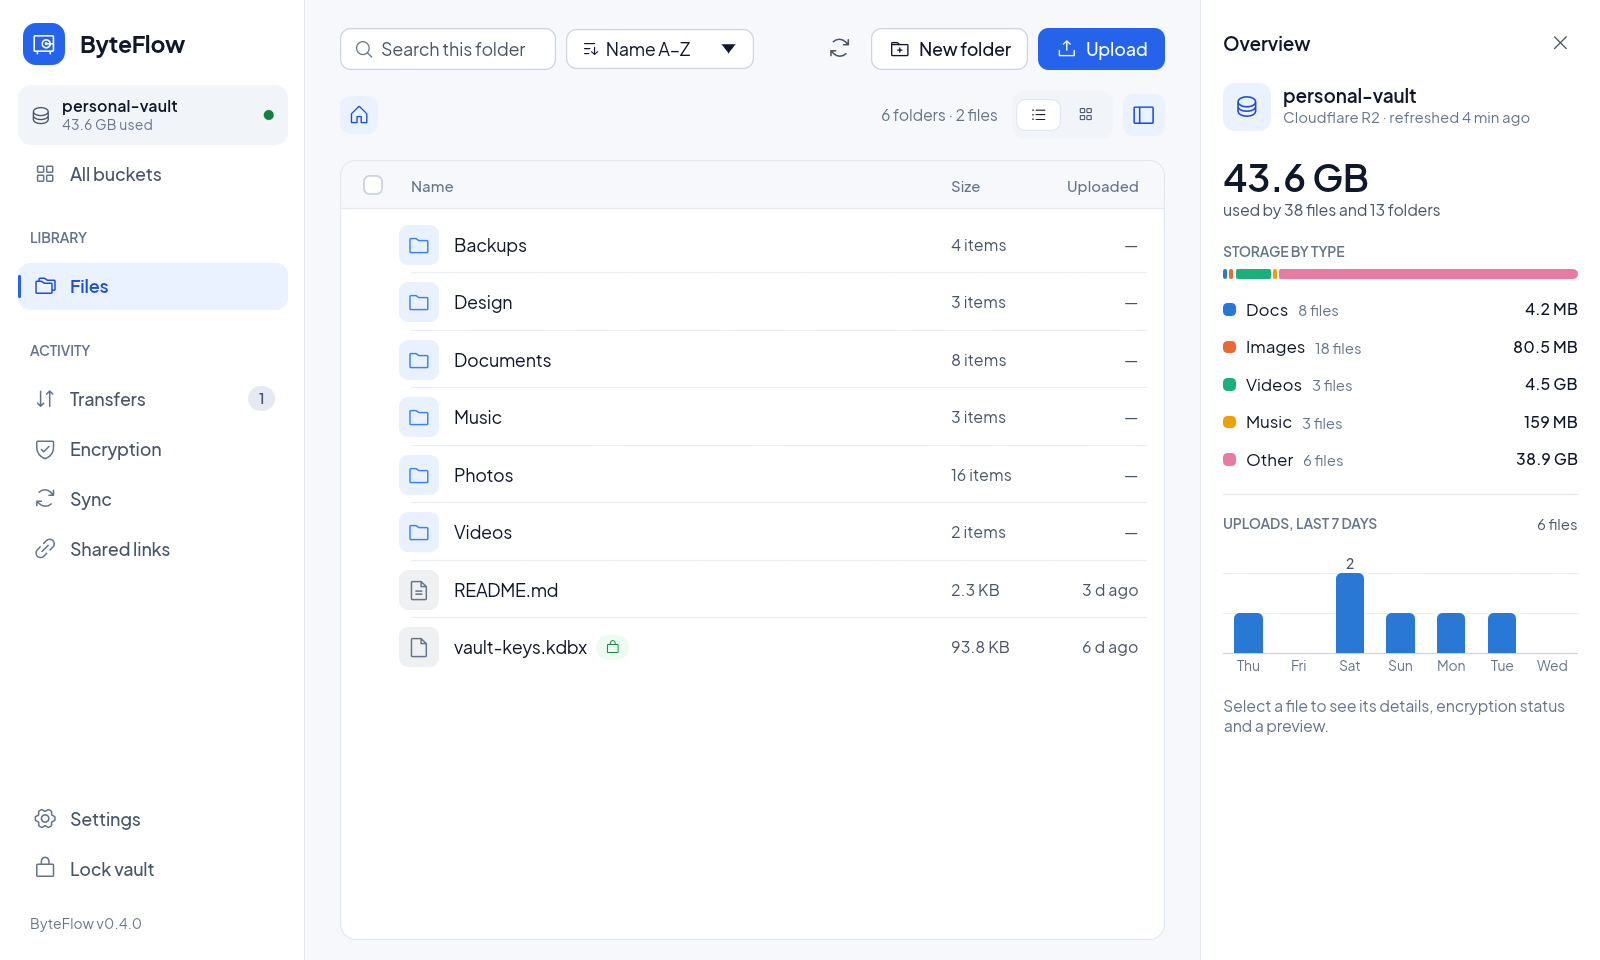 ByteFlow
personal-vault
43.6 GB used
All buckets
LIBRARY
Files
ACTIVITY
Transfers 1
Encryption
Sync
Shared links
Settings
Lock vault
ByteFlow v0.4.0
Search this folder
Name A–Z
New folder
Upload
6 folders · 2 files
Name Size Uploaded
Backups 4 items —
Design 3 items —
Documents 8 items —
Music 3 items —
Photos 16 items —
Videos 2 items —
README.md 2.3 KB 3 d ago
vault-keys.kdbx 93.8 KB 6 d ago
Overview
personal-vault
Cloudflare R2 · refreshed 4 min ago
43.6 GB
used by 38 files and 13 folders
STORAGE BY TYPE
Docs 8 files 4.2 MB
Images 18 files 80.5 MB
Videos 3 files 4.5 GB
Music 3 files 159 MB
Other 6 files 38.9 GB
UPLOADS, LAST 7 DAYS 6 files
2
Thu Fri Sat Sun Mon Tue Wed
Select a file to see its details, encryption status
and a preview.